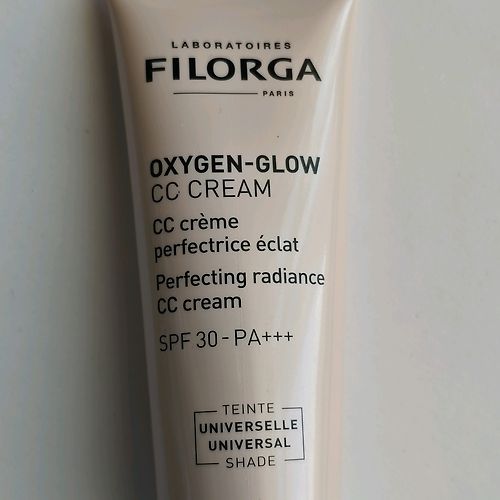 LABORATOIRES
FILORGA
PARIS
OXYGEN-GLOW
CC CREAM
CC crème
perfectrice éclat
Perfecting radiance
CC cream
SPF 30 - PA+++
TEINTE
UNIVERSELLE
UNIVERSAL
SHADE